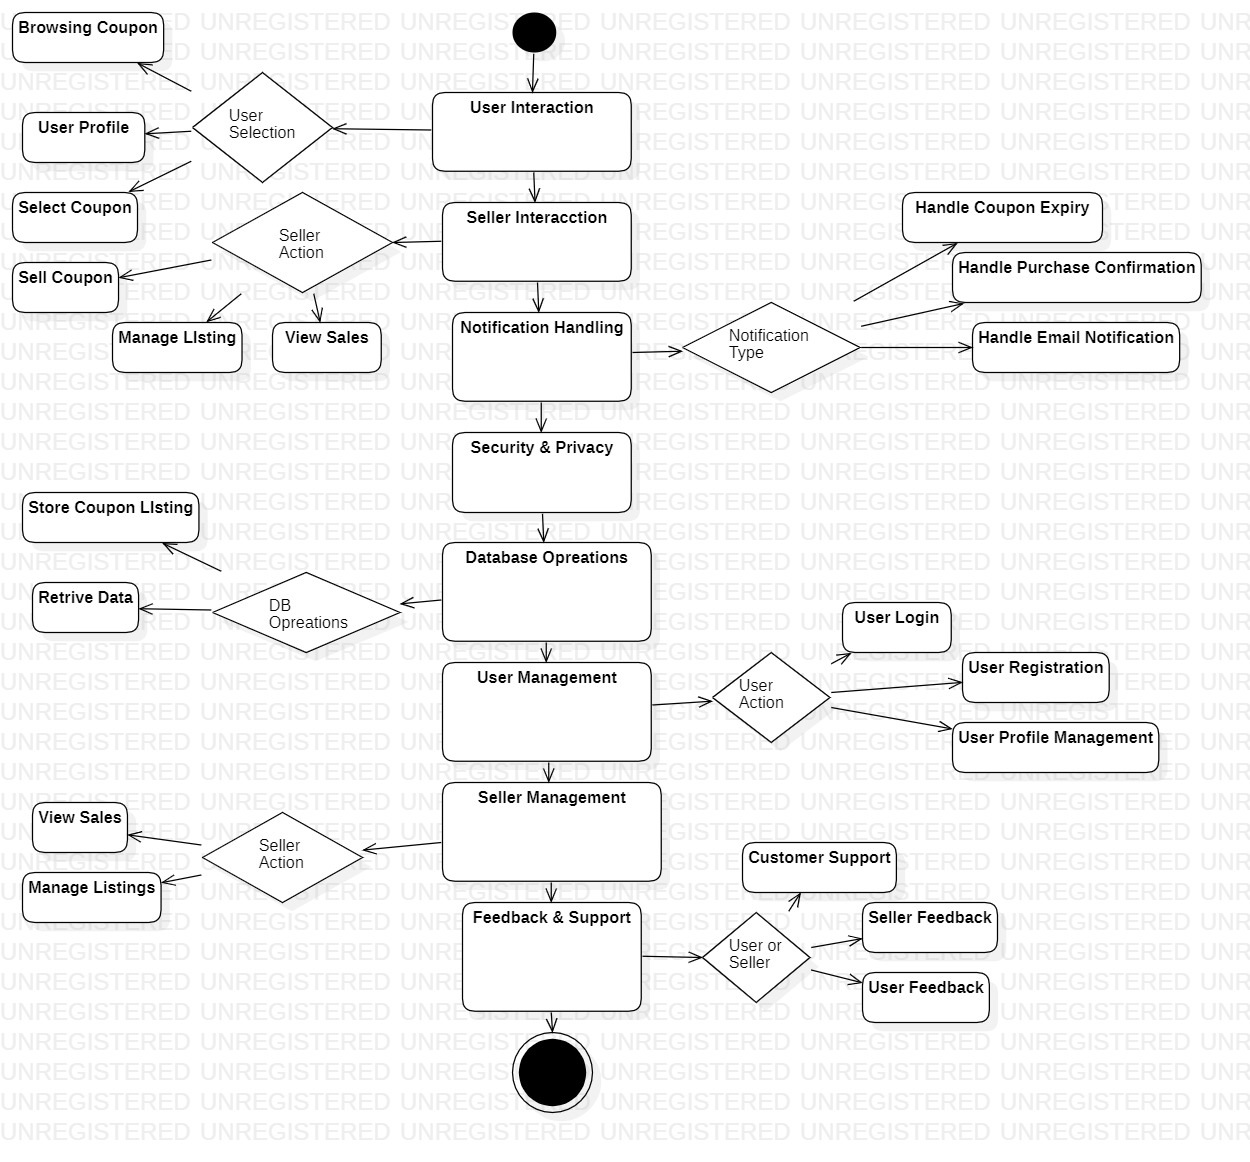 Browsing Coupon
User Interaction
User
Selection
User Profile
Select Coupon
Seller Interacction
Handle Coupon Expiry
Seller
Action
Sell Coupon
Handle Purchase Confirmation
Manage LIsting
View Sales
Notification Handling
Notification
Type
Handle Email Notification
Security & Privacy
Store Coupon LIsting
Database Opreations
Retrive Data
DB
Opreations
User Login
User Management
User
Action
User Registration
User Profile Management
Seller Management
View Sales
Seller
Action
Manage Listings
Customer Support
Feedback & Support
User or
Seller
Seller Feedback
User Feedback
UNREGISTERED